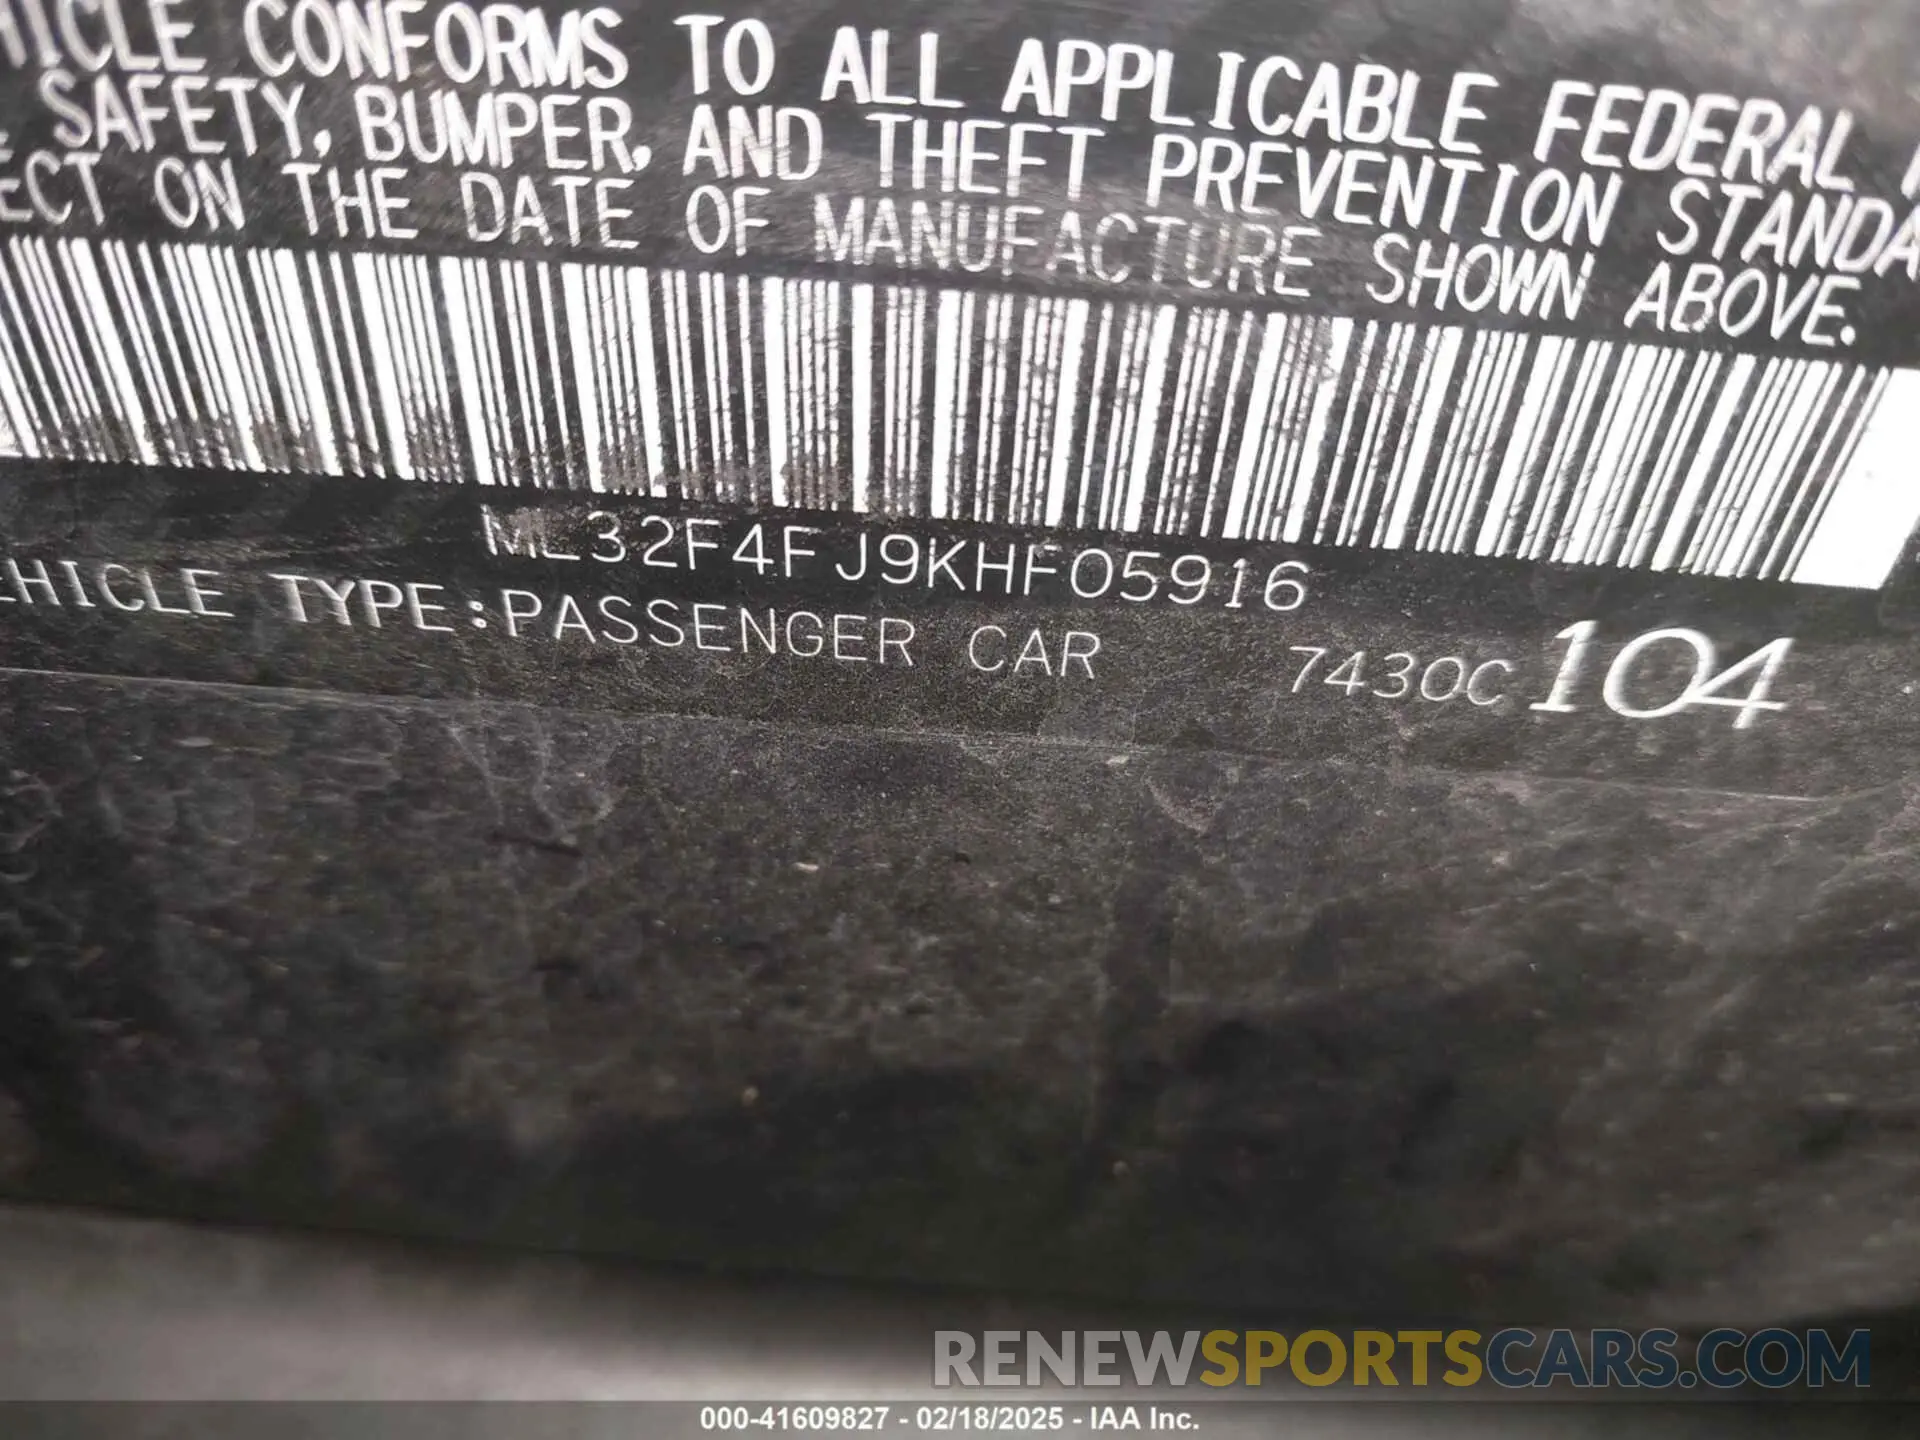 HICLE CONFORMS TO ALL APPLICABLE FEDERAL
SAFETY, BUMPER, AND THEFT PREVENTION STANDA
ECT ON THE DATE OF MANUFACTURE SHOWN ABOVE.
ML32F4FJ9KHF05916
EHICLE TYPE:PASSENGER CAR 7430C 104
RENEWSPORTSCARS.COM
000-41609827 - 02/18/2025 - IAA Inc.